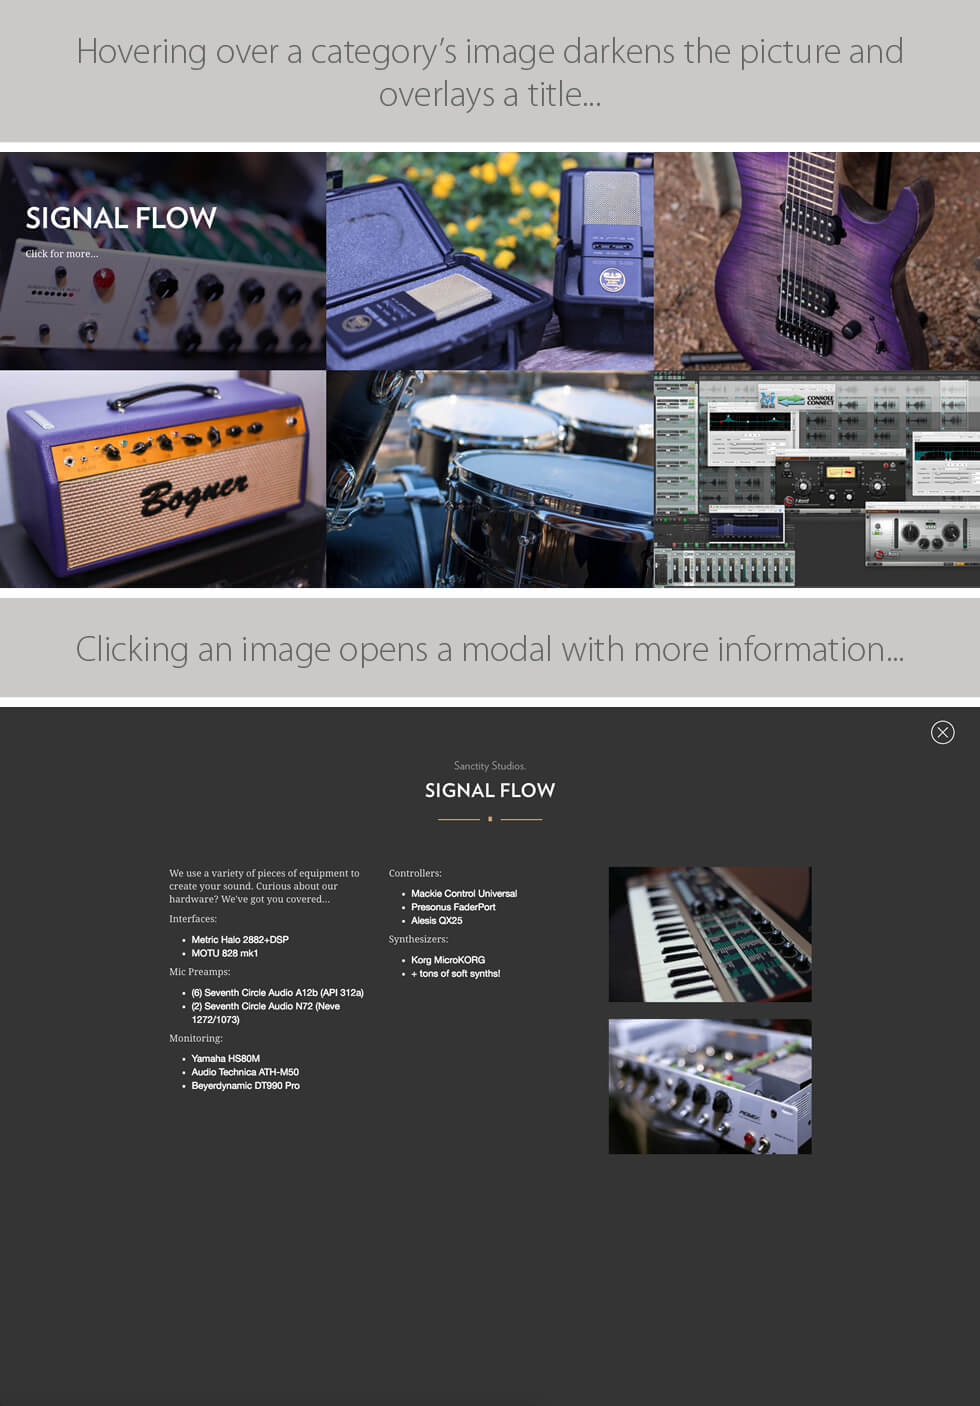 Hovering over a category’s image darkens the picture and
overlays a title...
SIGNAL FLOW
Click for more...
Bogner
CONSOLE
CONNECT
Clicking an image opens a modal with more information...
Sanctity Studios.
SIGNAL FLOW
We use a variety of pieces of equipment to
create your sound. Curious about our
hardware? We've got you covered...
Interfaces:
Metric Halo 2882+DSP
MOTU 828 mk1
Mic Preamps:
(6) Seventh Circle Audio A12b (API 312a)
(2) Seventh Circle Audio N72 (Neve
1272/1073)
Monitoring:
Yamaha HS80M
Audio Technica ATH-M50
Beyerdynamic DT990 Pro
Controllers:
Mackie Control Universal
Presonus FaderPort
Alesis QX25
Synthesizers:
Korg MicroKORG
+ tons of soft synths!